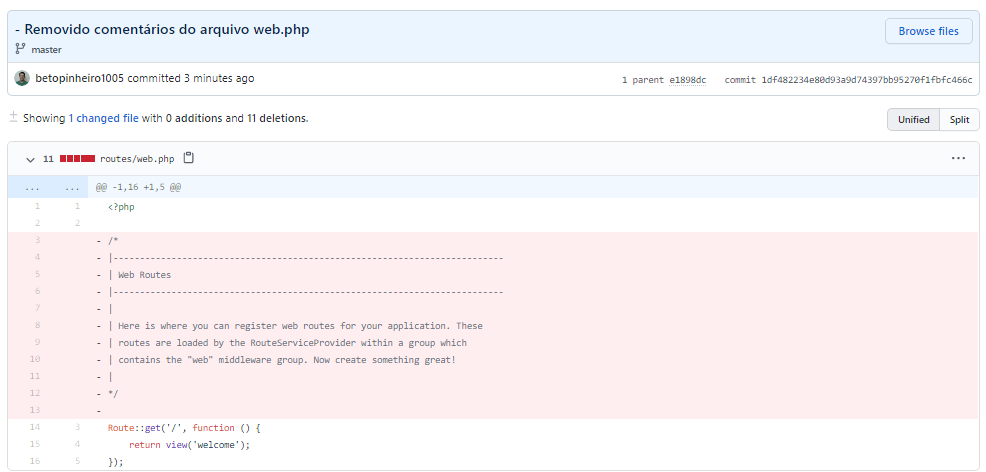 - Removido comentários do arquivo web.php
Browse files
master
betopinheiro1005 committed 3 minutes ago
1 parent e1898dc commit 1df482234e80d93a9d74397bb95270f1fbfc466c
Showing 1 changed file with 0 additions and 11 deletions.
Unified Split
11 routes/web.php ...
... ... @@ -1,16 +1,5 @@
1 1 <?php
2 2
3 - /*
4 - |--------------------------------------------------------------------------
5 - | Web Routes
6 - |--------------------------------------------------------------------------
7 - |
8 - | Here is where you can register web routes for your application. These
9 - | routes are loaded by the RouteServiceProvider within a group which
10 - | contains the "web" middleware group. Now create something great!
11 - |
12 - */
13 -
14 3 Route::get('/', function () {
15 4 return view('welcome');
16 5 });